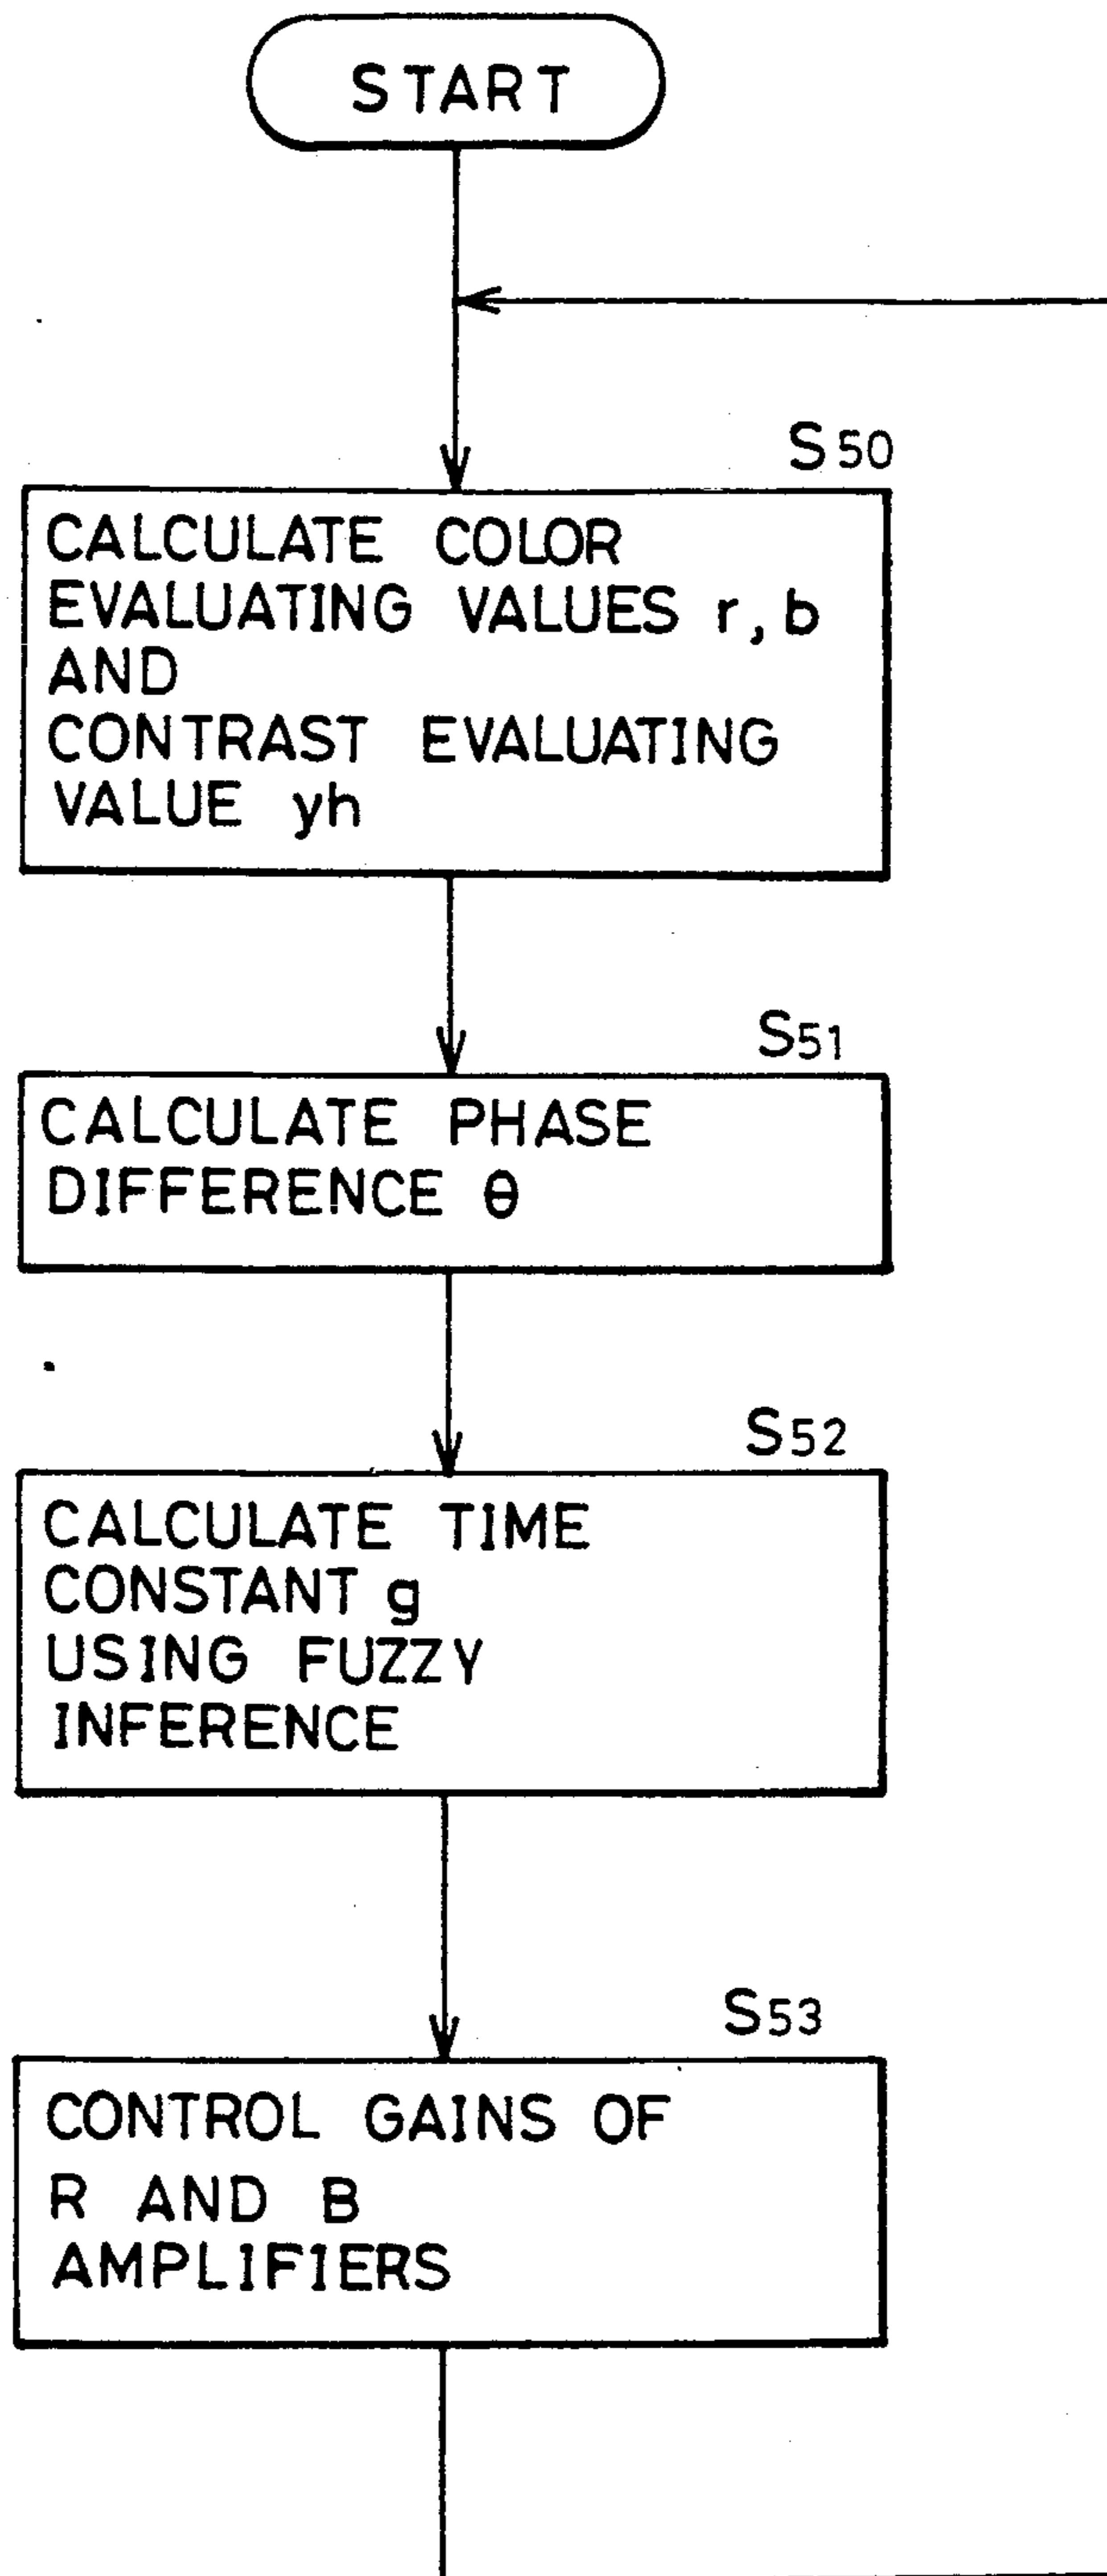 START
S50
CALCULATE COLOR
EVALUATING VALUES r, b
AND
CONTRAST EVALUATING
VALUE yh
S51
CALCULATE PHASE
DIFFERENCE θ
S52
CALCULATE TIME
CONSTANT g
USING FUZZY
INFERENCE
S53
CONTROL GAINS OF
R AND B
AMPLIFIERS